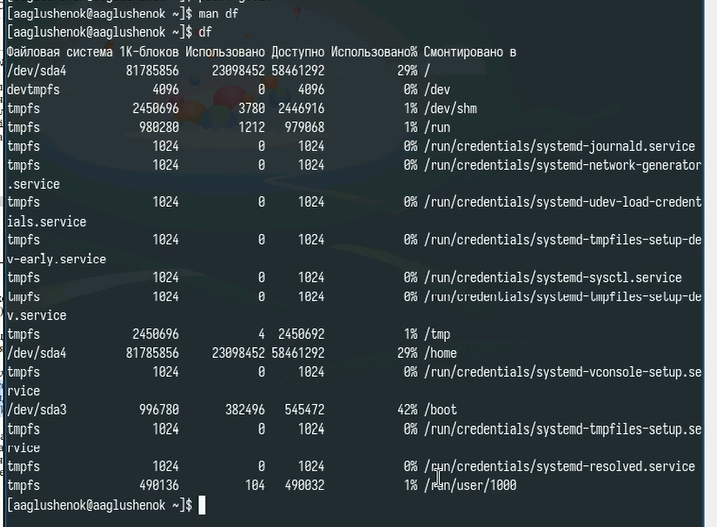 [aaglushenok@aaglushenok ~]$ man df
[aaglushenok@aaglushenok ~]$ df
Файловая система 1K-блоков Использовано Доступно Использовано% Смонтировано в
/dev/sda4 81785856 23098452 58461292 29% /
devtmpfs 4096 0 4096 0% /dev
tmpfs 2450696 3780 2446916 1% /dev/shm
tmpfs 980280 1212 979068 1% /run
tmpfs 1024 0 1024 0% /run/credentials/systemd-journald.service
tmpfs 1024 0 1024 0% /run/credentials/systemd-network-generator
.service
tmpfs 1024 0 1024 0% /run/credentials/systemd-udev-load-credent
ials.service
tmpfs 1024 0 1024 0% /run/credentials/systemd-tmpfiles-setup-de
v-early.service
tmpfs 1024 0 1024 0% /run/credentials/systemd-sysctl.service
tmpfs 1024 0 1024 0% /run/credentials/systemd-tmpfiles-setup-de
v.service
tmpfs 2450696 4 2450692 1% /tmp
/dev/sda4 81785856 23098452 58461292 29% /home
tmpfs 1024 0 1024 0% /run/credentials/systemd-vconsole-setup.se
rvice
/dev/sda3 996780 382496 545472 42% /boot
tmpfs 1024 0 1024 0% /run/credentials/systemd-tmpfiles-setup.se
rvice
tmpfs 1024 0 1024 0% /run/credentials/systemd-resolved.service
tmpfs 490136 104 490032 1% /run/user/1000
[aaglushenok@aaglushenok ~]$